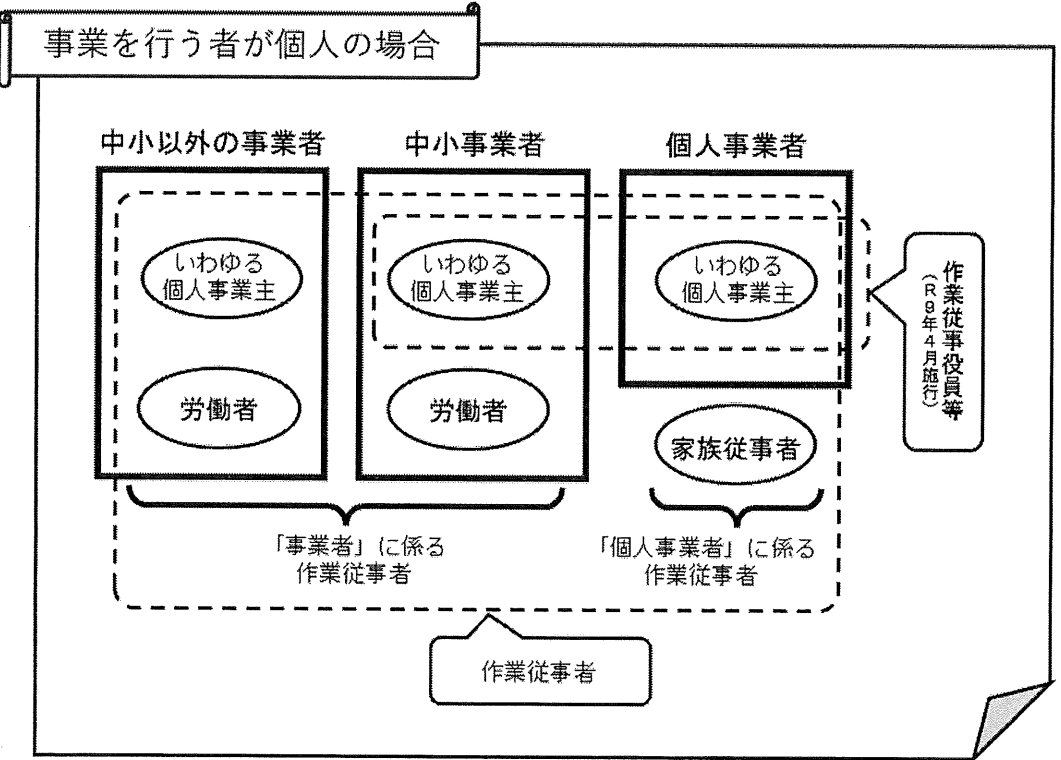 事業を行う者が個人の場合
中小以外の事業者
中小事業者
個人事業者
いわゆる
個人事業主
いわゆる
個人事業主
いわゆる
個人事業主
作業従事役員等
(R9年4月施行)
労働者
労働者
家族従事者
「事業者」に係る
作業従事者
「個人事業者」に係る
作業従事者
作業従事者